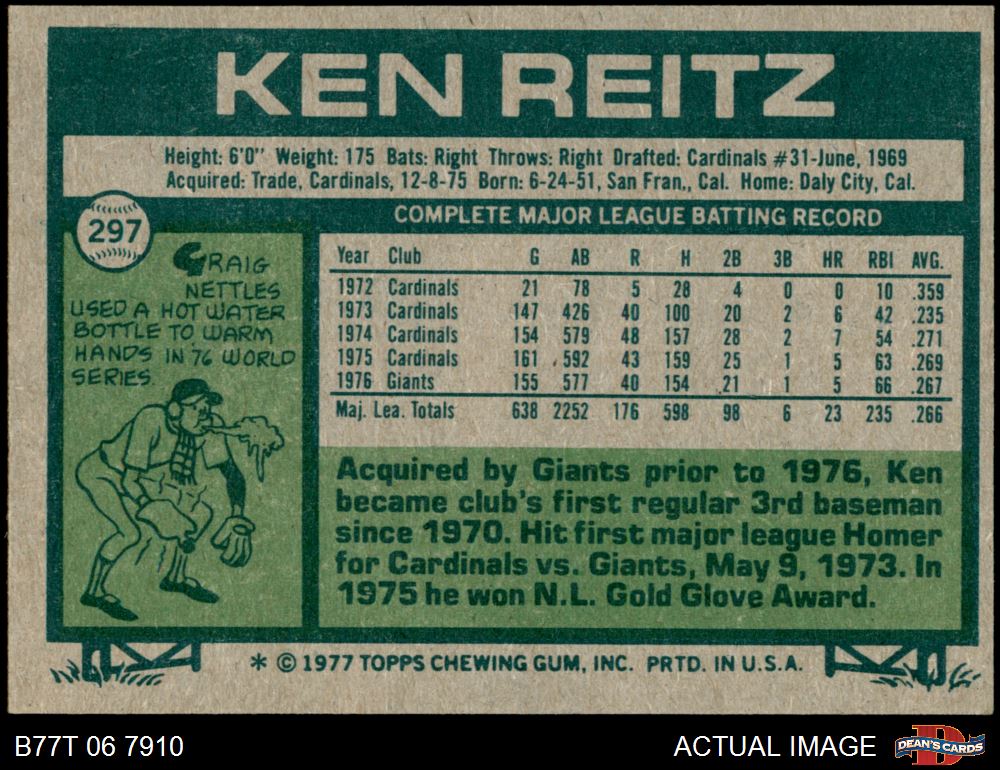 KEN REITZ
Height: 6'0" Weight: 175 Bats: Right Throws: Right Drafted: Cardinals #31-June, 1969
Acquired: Trade, Cardinals, 12-8-75 Born: 6-24-51, San Fran., Cal. Home: Daly City, Cal.
297
GRAIG
NETTLES
USED A HOT WATER
BOTTLE TO WARM
HANDS IN '76 WORLD
SERIES.
COMPLETE MAJOR LEAGUE BATTING RECORD
Year Club G AB R H 2B 3B HR RBI AVG.
1972 Cardinals 21 78 5 28 4 0 0 10 .359
1973 Cardinals 147 426 40 100 20 2 6 42 .235
1974 Cardinals 154 579 48 157 28 2 7 54 .271
1975 Cardinals 161 592 43 159 25 1 5 63 .269
1976 Giants 155 577 40 154 21 1 5 66 .267
Maj. Lea. Totals 638 2252 176 598 98 6 23 235 .266
Acquired by Giants prior to 1976, Ken
became club's first regular 3rd baseman
since 1970. Hit first major league Homer
for Cardinals vs. Giants, May 9, 1973. In
1975 he won N.L. Gold Glove Award.
* © 1977 TOPPS CHEWING GUM, INC. PRTD. IN U.S.A.
B77T 06 7910
ACTUAL IMAGE
D
DEAN'S CARDS